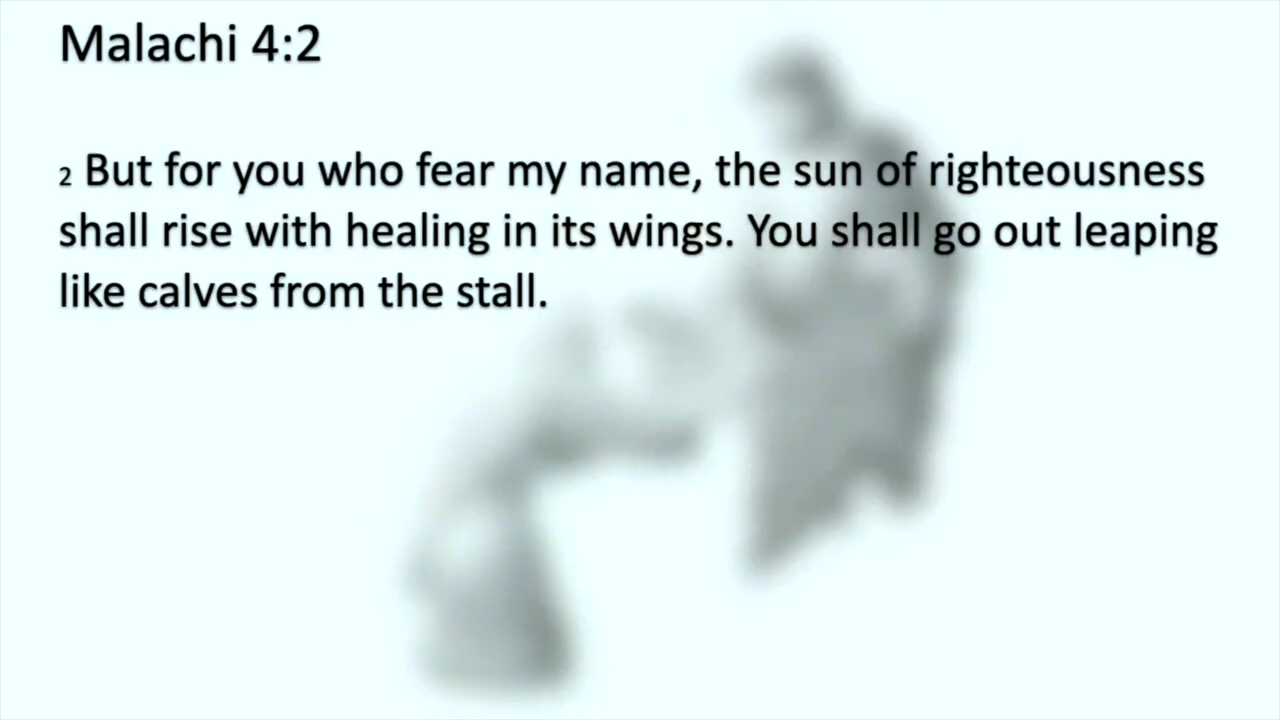 Malachi 4:2
2 But for you who fear my name, the sun of righteousness
shall rise with healing in its wings. You shall go out leaping
like calves from the stall.